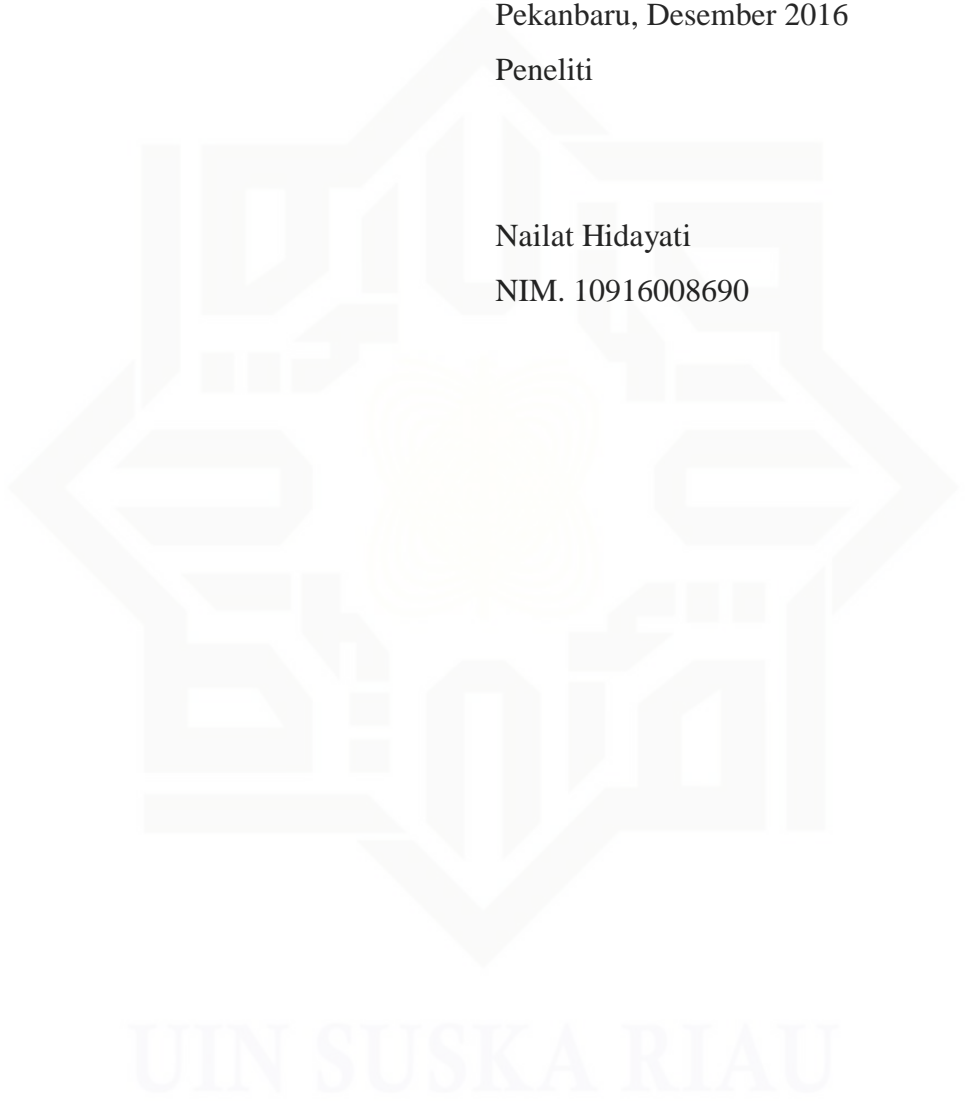 Pekanbaru, Desember 2016
Peneliti
Nailat Hidayati
NIM. 10916008690
UIN SUSKA RIAU